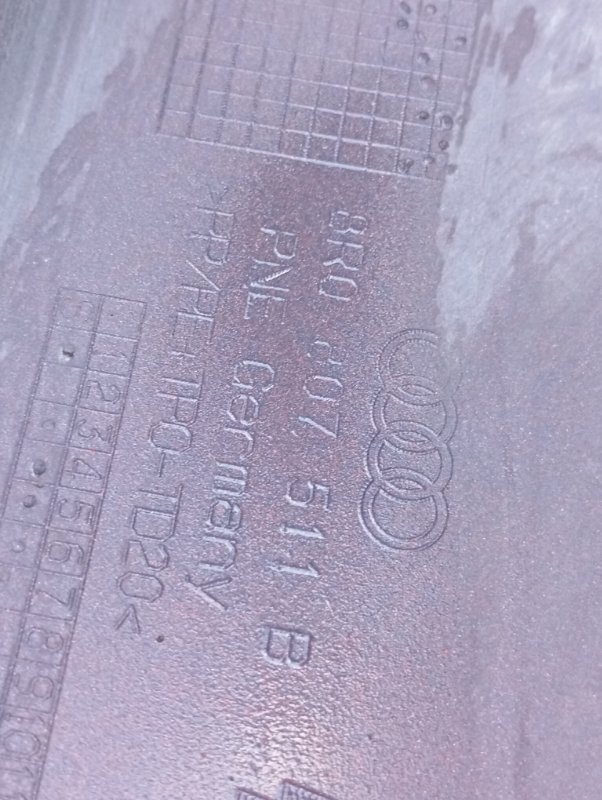 8R0 807 511 B
PNE Germany
>PP/PE+TPO-TD20<
1 2 3 4 5 6 7 8 9 10